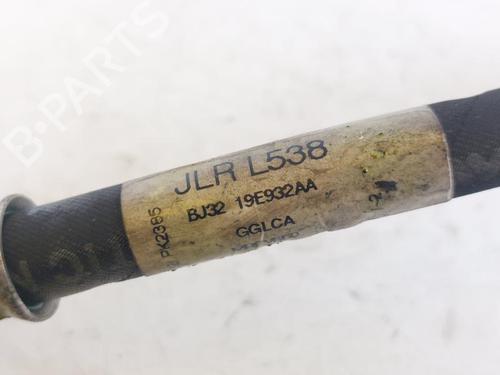 B-PARTS
JLR L538
BJ32 19E932AA
GGLCA
PK2385